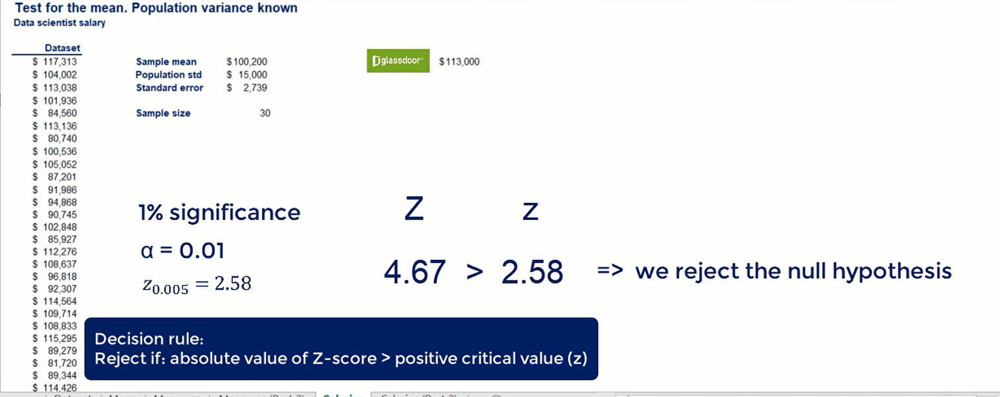 Test for the mean. Population variance known
Data scientist salary
Dataset
$ 117,313
$ 104,002
$ 113,038
$ 101,936
$ 84,560
$ 113,136
$ 80,740
$ 100,536
$ 105,052
$ 87,201
$ 91,986
$ 94,868
$ 90,745
$ 102,848
$ 85,927
$ 112,276
$ 108,637
$ 96,818
$ 92,307
$ 114,564
$ 109,714
$ 108,833
$ 115,295
$ 89,279
$ 81,720
$ 89,344
$ 114,426
Sample mean $100,200
Population std $ 15,000
Standard error $ 2,739
Sample size 30
glassdoor $113,000
1% significance
α = 0.01
z0.005 = 2.58
Z z
4.67 > 2.58 => we reject the null hypothesis
Decision rule:
Reject if: absolute value of Z-score > positive critical value (z)